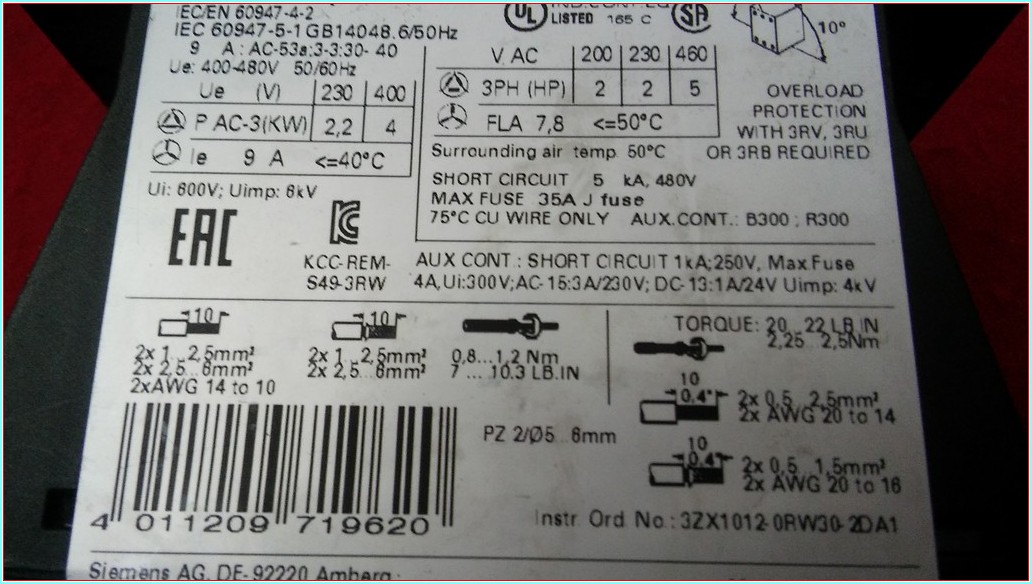 IEC/EN 60947-4-2
IEC 60947-5-1 GB14048.6/50Hz
9 A: AC-53a:3-3:30- 40
Ue: 400-480V 50/60Hz
Ue (V) 230 400
P AC-3(KW) 2,2 4
Ie 9 A <=40°C
Ui: 600V; Uimp: 6kV
EAC
KCC-REM-
S49-3RW
UL IND.CONT.EQ.
LISTED 165 C
SA
10°
V AC 200 230 460
3PH (HP) 2 2 5
FLA 7,8 <=50°C
Surrounding air temp. 50°C
OVERLOAD
PROTECTION
WITH 3RV, 3RU
OR 3RB REQUIRED
SHORT CIRCUIT 5 kA, 480V
MAX FUSE 35A J fuse
75°C CU WIRE ONLY AUX.CONT.: B300 ; R300
AUX CONT.: SHORT CIRCUIT 1kA;250V, Max.Fuse
4A,Ui:300V;AC-15:3A/230V; DC-13:1A/24V Uimp: 4kV
10
2x 1...2,5mm²
2x 2,5...6mm²
2xAWG 14 to 10
10
2x 1...2,5mm²
2x 2,5...6mm²
0,8...1,2 Nm
7 ... 10.3 LB.IN
TORQUE: 20...22 LB.IN
2,25...2,5Nm
10
0.4"
2x 0,5...2,5mm²
2x AWG 20 to 14
10
0.4"
2x 0,5...1,5mm²
2x AWG 20 to 16
PZ 2/Ø5...6mm
4 011209 719620
Instr. Ord. No.: 3ZX1012-0RW30-2DA1
Siemens AG, DE-92220 Amberg